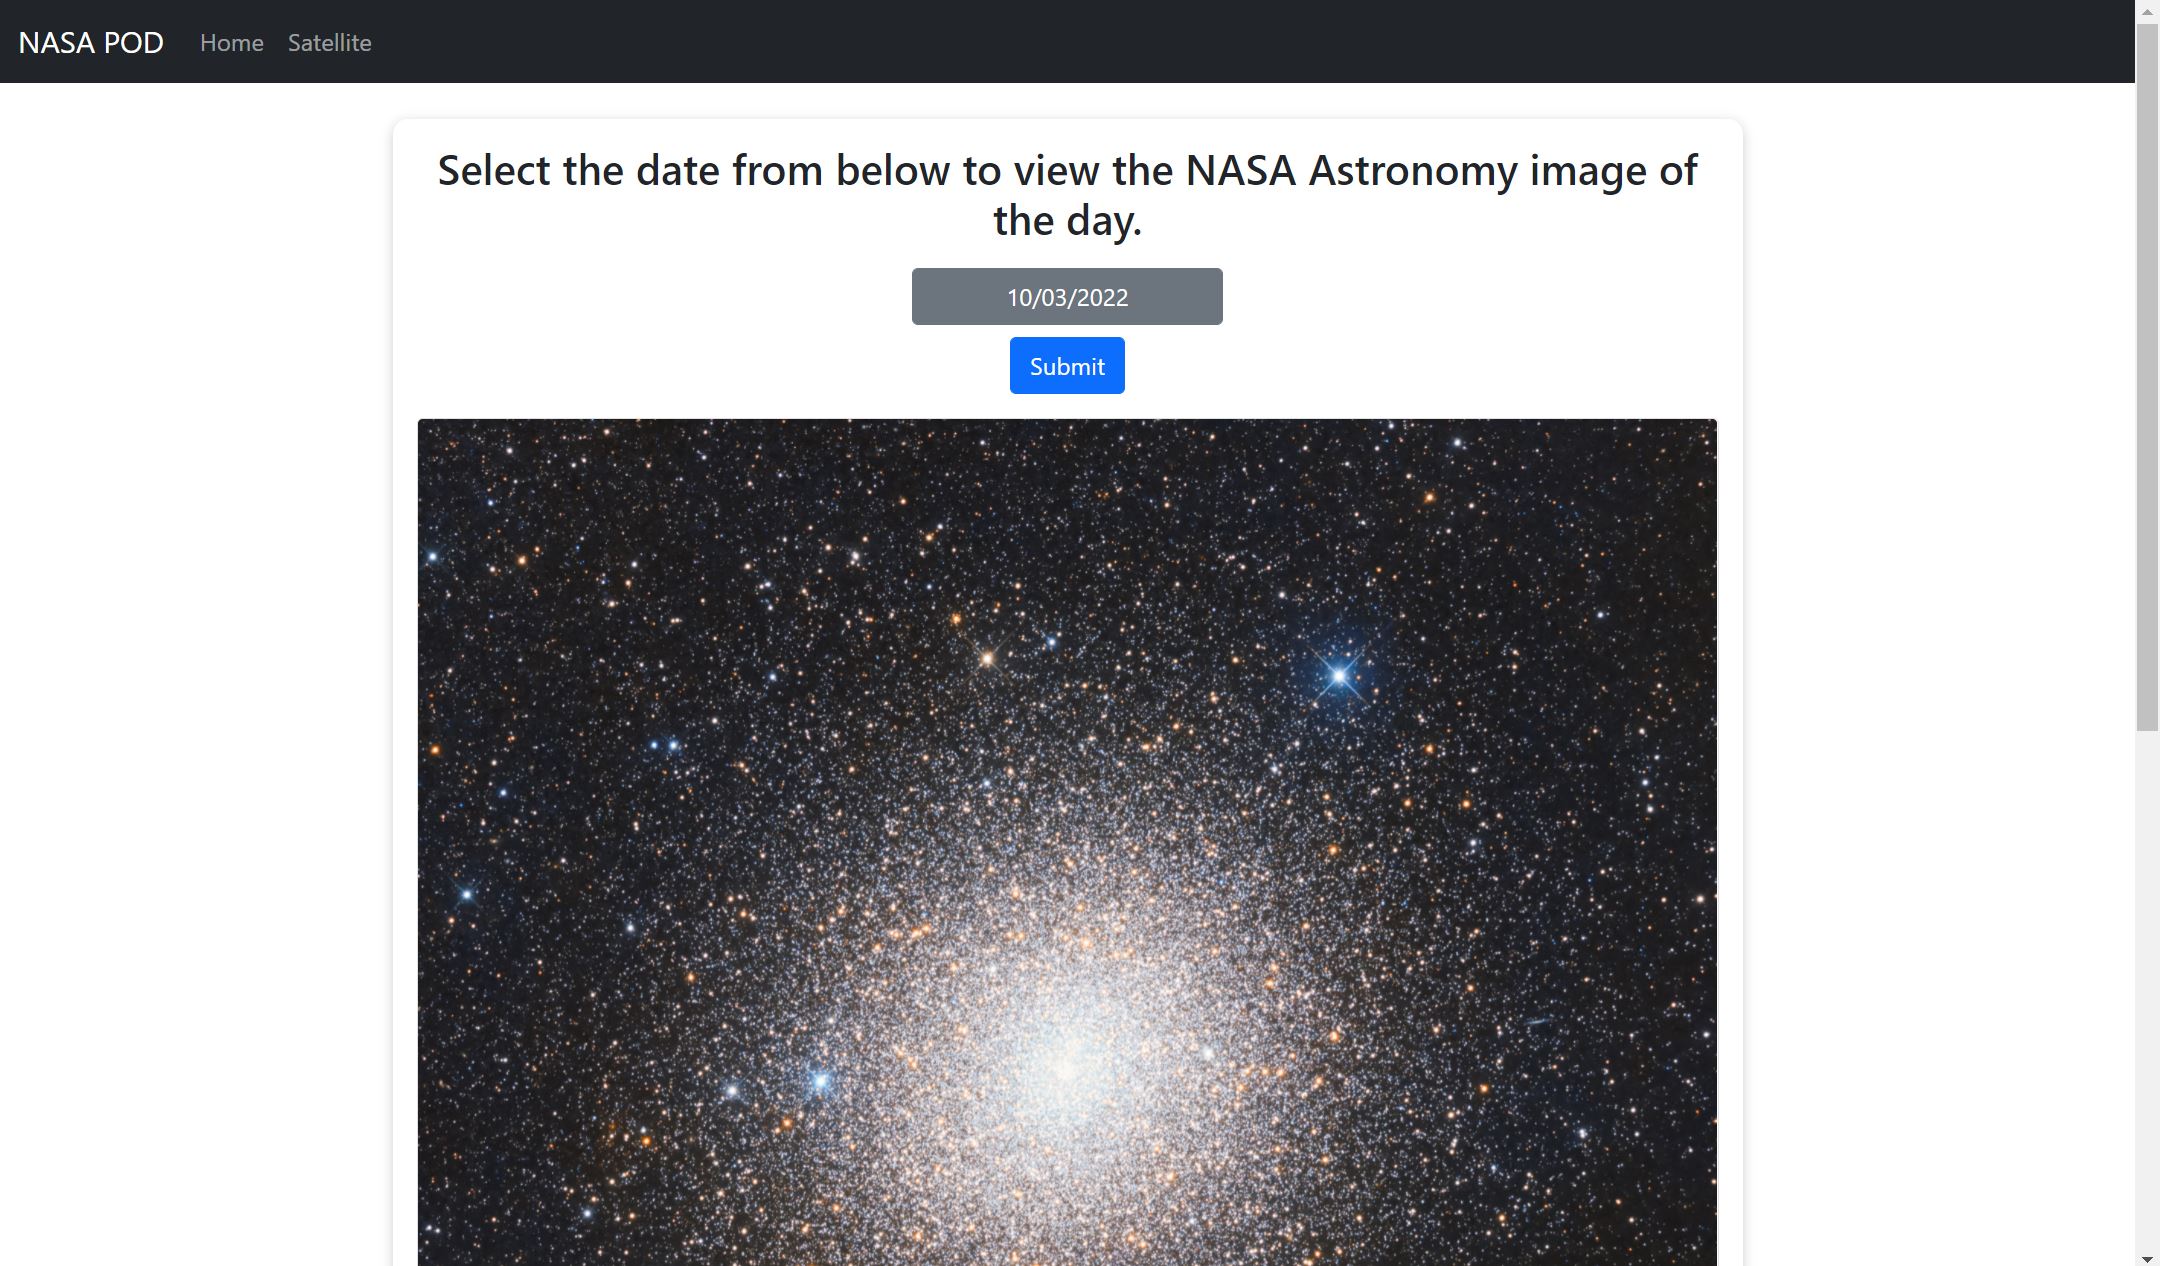 NASA POD Home Satellite
Select the date from below to view the NASA Astronomy image of
the day.
10/03/2022
Submit